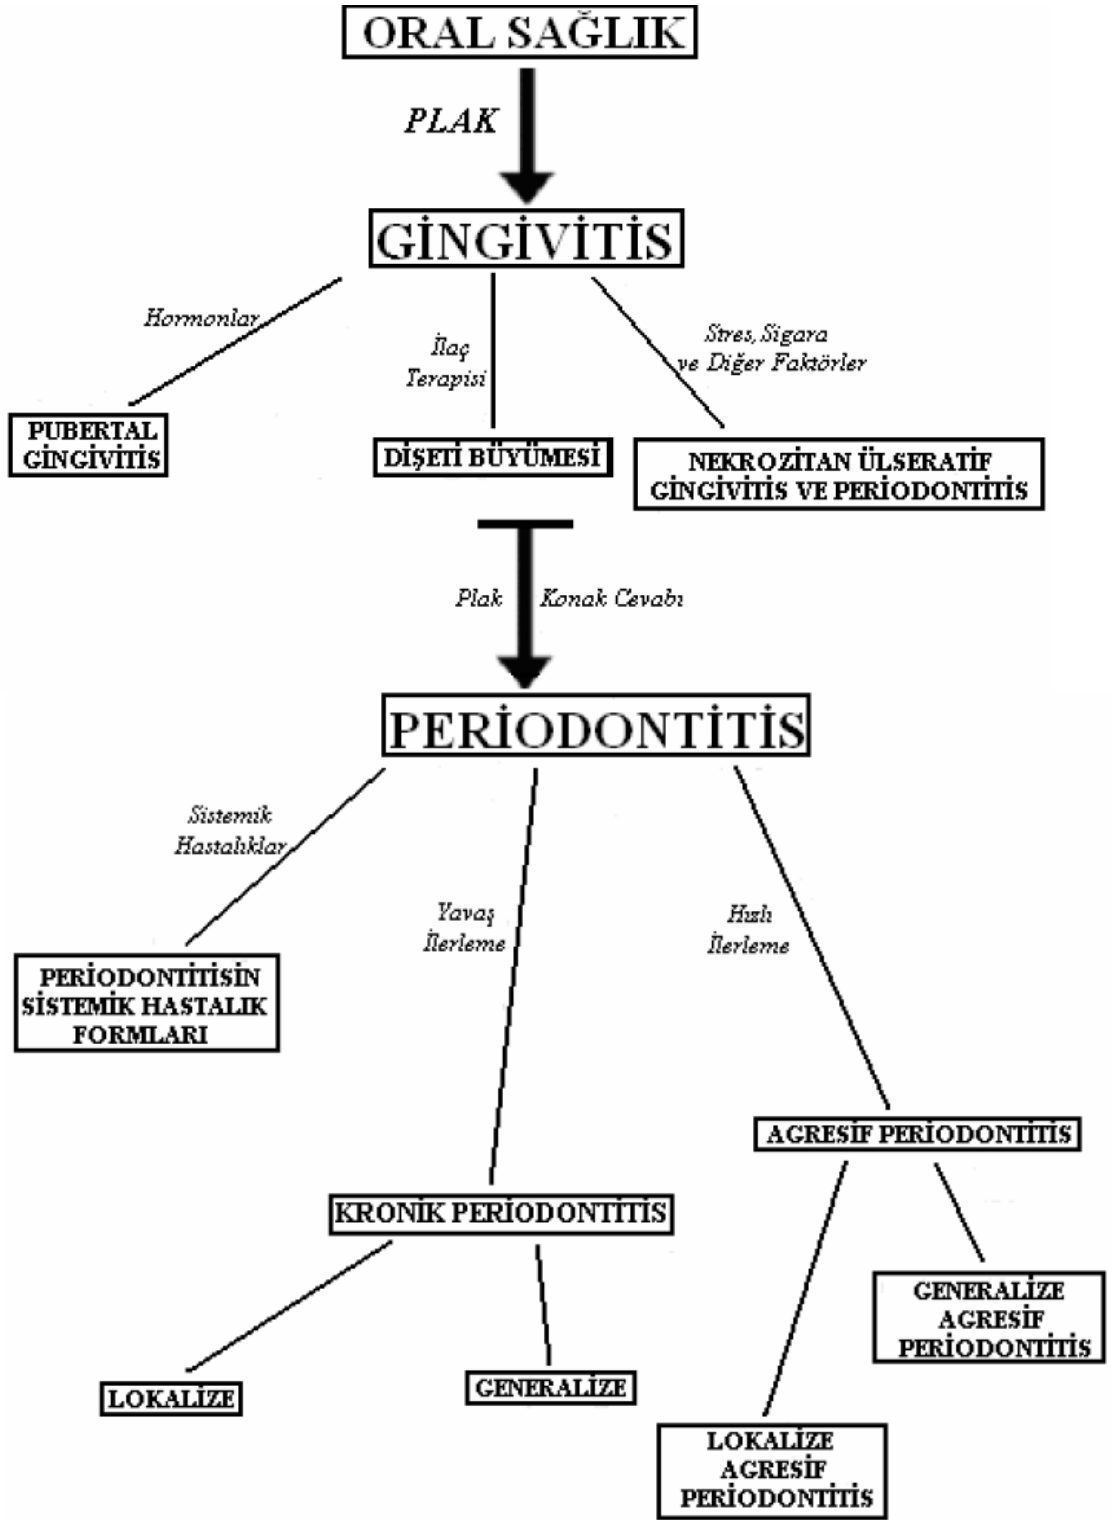 ORAL SAĞLIK
PLAK
GİNGİVİTİS
Hormonlar
İlaç
Terapisi
Stres, Sigara
ve Diğer Faktörler
PUBERTAL
GİNGİVİTİS
DİŞETİ BÜYÜMESİ
NEKROZİTAN ÜLSERATİF
GİNGİVİTİS VE PERİODONTİTİS
Plak
Konak Cevabı
PERİODONTİTİS
Sistemik
Hastalıklar
Yavaş
İlerleme
Hızlı
İlerleme
PERİODONTİTİSİN
SİSTEMİK HASTALIK
FORMLARI
AGRESİF PERİODONTİTİS
KRONİK PERİODONTİTİS
GENERALİZE
AGRESİF
PERİODONTİTİS
LOKALİZE
GENERALİZE
LOKALİZE
AGRESİF
PERİODONTİTİS